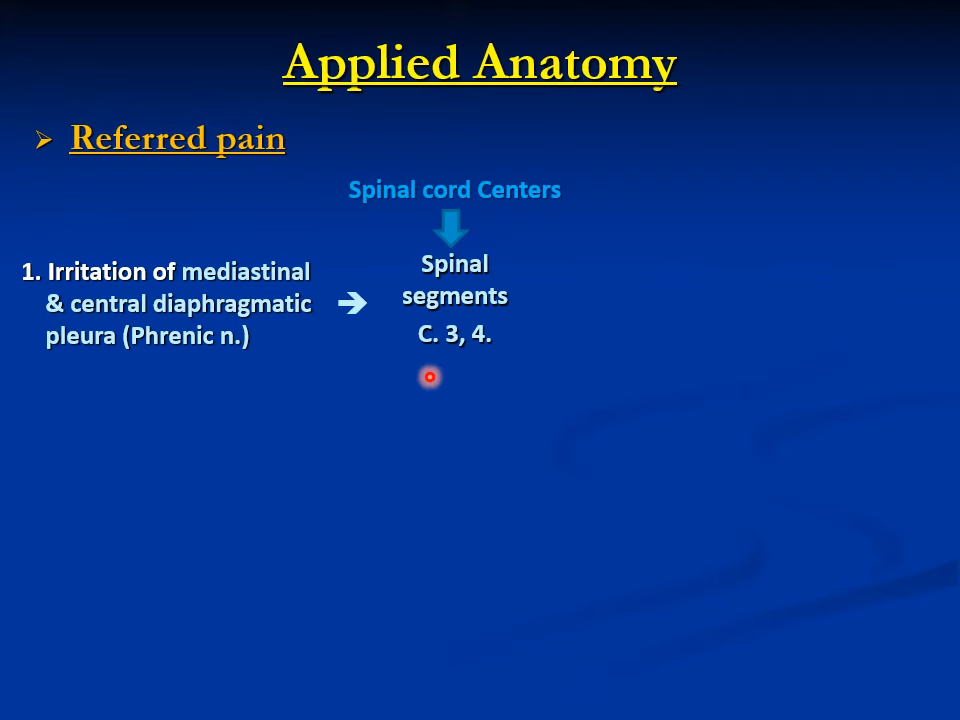 Applied Anatomy
Referred pain
Spinal cord Centers
1. Irritation of mediastinal
& central diaphragmatic
pleura (Phrenic n.)
Spinal
segments
C. 3, 4.